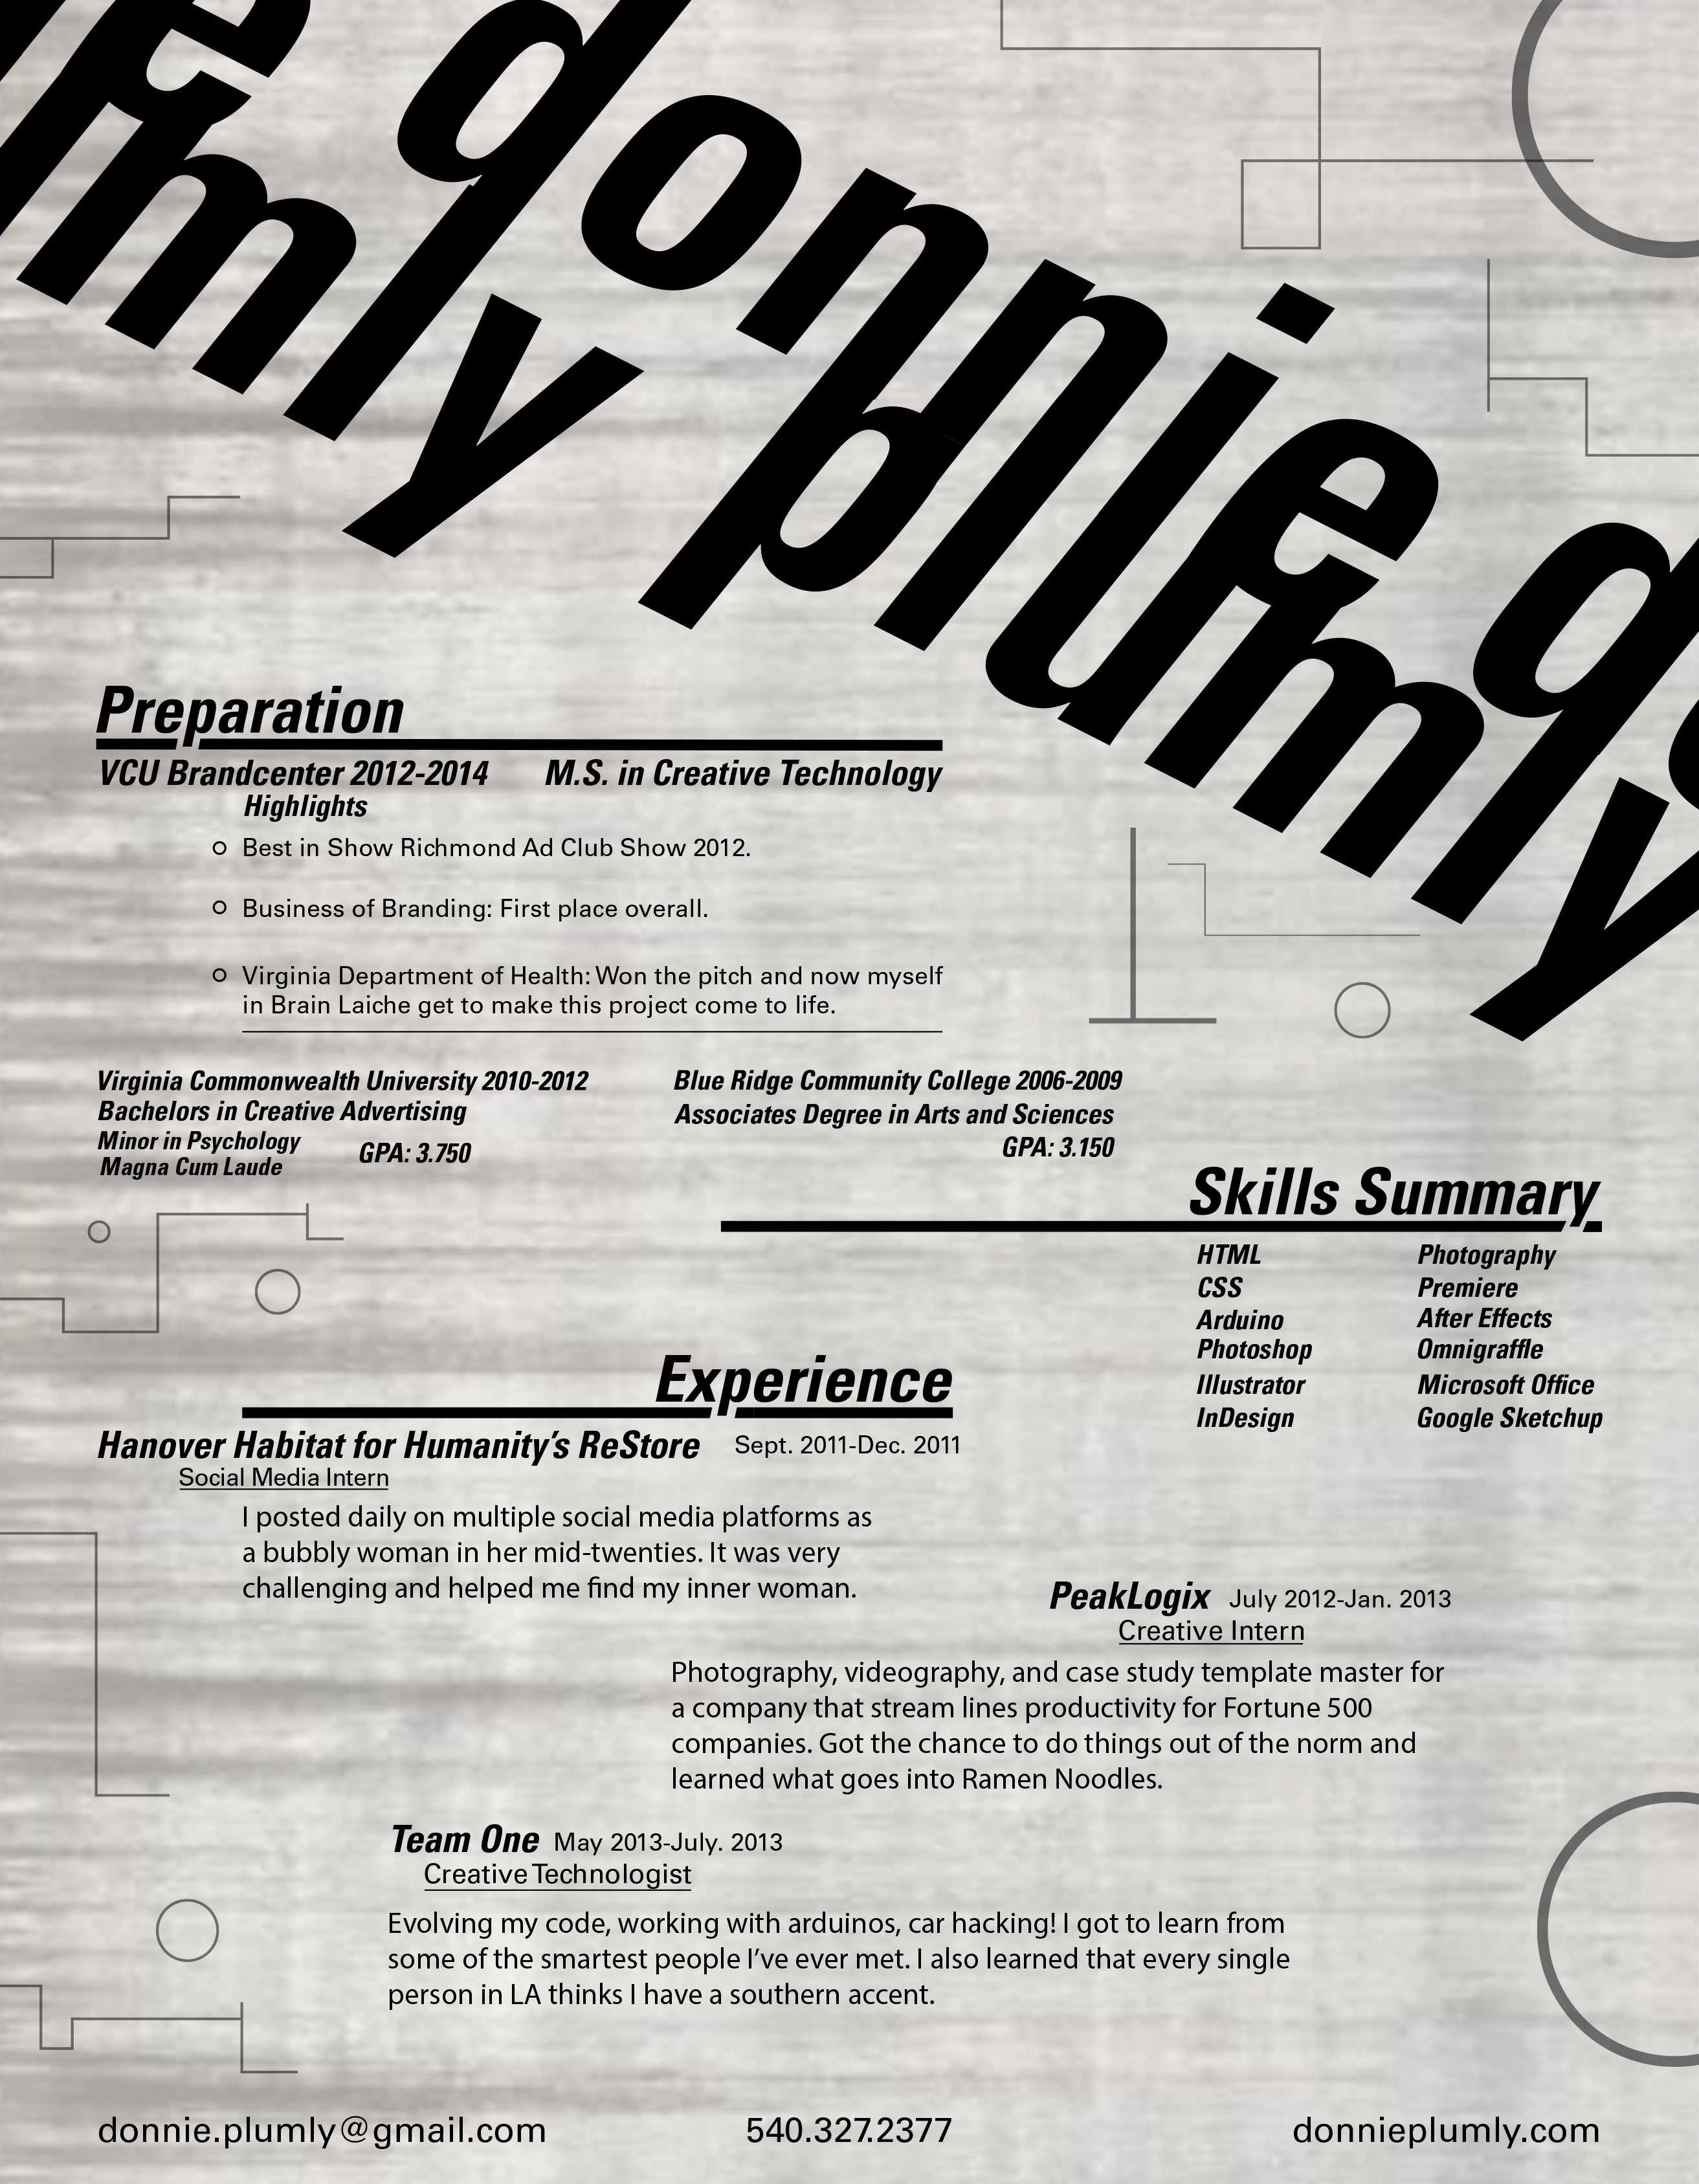 donnie
plumly
Preparation
VCU Brandcenter 2012-2014 M.S. in Creative Technology
Highlights
Best in Show Richmond Ad Club Show 2012.
Business of Branding: First place overall.
Virginia Department of Health: Won the pitch and now myself
in Brain Laiche get to make this project come to life.
Virginia Commonwealth University 2010-2012
Bachelors in Creative Advertising
Minor in Psychology
Magna Cum Laude
GPA: 3.750
Blue Ridge Community College 2006-2009
Associates Degree in Arts and Sciences
GPA: 3.150
Skills Summary
HTML
CSS
Arduino
Photoshop
Illustrator
InDesign
Photography
Premiere
After Effects
Omnigraffle
Microsoft Office
Google Sketchup
Experience
Hanover Habitat for Humanity’s ReStore Sept. 2011-Dec. 2011
Social Media Intern
I posted daily on multiple social media platforms as
a bubbly woman in her mid-twenties. It was very
challenging and helped me find my inner woman.
PeakLogix July 2012-Jan. 2013
Creative Intern
Photography, videography, and case study template master for
a company that stream lines productivity for Fortune 500
companies. Got the chance to do things out of the norm and
learned what goes into Ramen Noodles.
Team One May 2013-July. 2013
Creative Technologist
Evolving my code, working with arduinos, car hacking! I got to learn from
some of the smartest people I’ve ever met. I also learned that every single
person in LA thinks I have a southern accent.
donnie.plumly@gmail.com 540.327.2377 donnieplumly.com